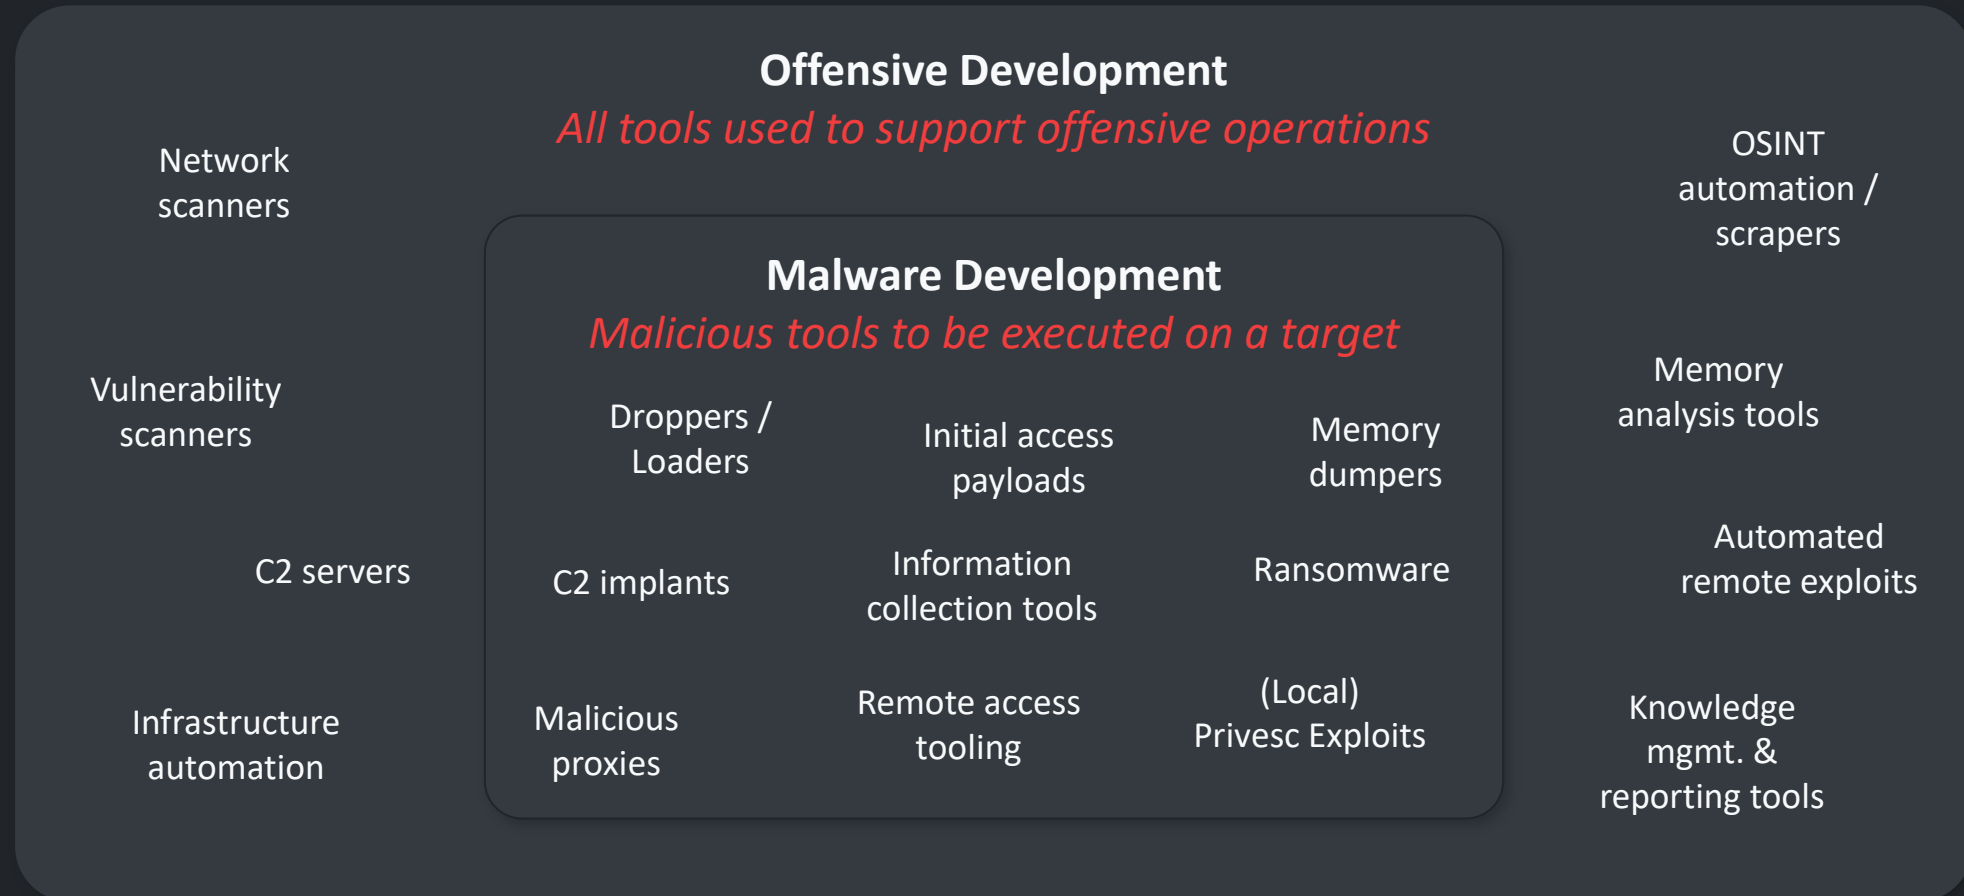 Offensive Development
All tools used to support offensive operations
Network
scanners
OSINT
automation /
scrapers
Vulnerability
scanners
Memory
analysis tools
C2 servers
Automated
remote exploits
Infrastructure
automation
Knowledge
mgmt. &
reporting tools
Malware Development
Malicious tools to be executed on a target
Droppers /
Loaders
Initial access
payloads
Memory
dumpers
C2 implants
Information
collection tools
Ransomware
Malicious
proxies
Remote access
tooling
(Local)
Privesc Exploits